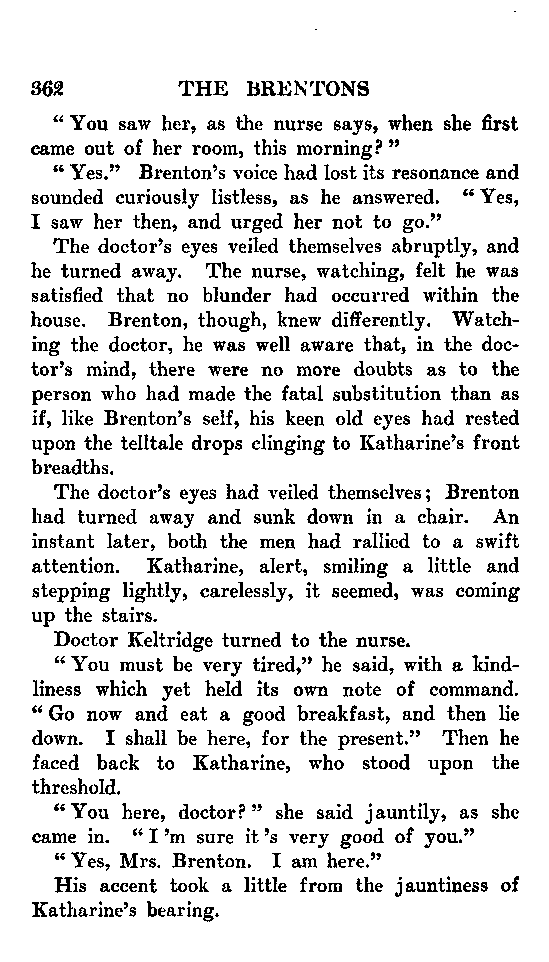 362 THE BRENTONS
"You saw her, as the nurse says, when she first
came out of her room, this morning?"
"Yes." Brenton's voice had lost its resonance and
sounded curiously listless, as he answered. "Yes,
I saw her then, and urged her not to go."
The doctor's eyes veiled themselves abruptly, and
he turned away. The nurse, watching, felt he was
satisfied that no blunder had occurred within the
house. Brenton, though, knew differently. Watch-
ing the doctor, he was well aware that, in the doc-
tor's mind, there were no more doubts as to the
person who had made the fatal substitution than as
if, like Brenton's self, his keen old eyes had rested
upon the telltale drops clinging to Katharine's front
breadths.
The doctor's eyes had veiled themselves; Brenton
had turned away and sunk down in a chair. An
instant later, both the men had rallied to a swift
attention. Katharine, alert, smiling a little and
stepping lightly, carelessly, it seemed, was coming
up the stairs.
Doctor Keltridge turned to the nurse.
"You must be very tired," he said, with a kind-
liness which yet held its own note of command.
"Go now and eat a good breakfast, and then lie
down. I shall be here, for the present." Then he
faced back to Katharine, who stood upon the
threshold.
"You here, doctor?" she said jauntily, as she
came in. "I'm sure it's very good of you."
"Yes, Mrs. Brenton. I am here."
His accent took a little from the jauntiness of
Katharine's bearing.